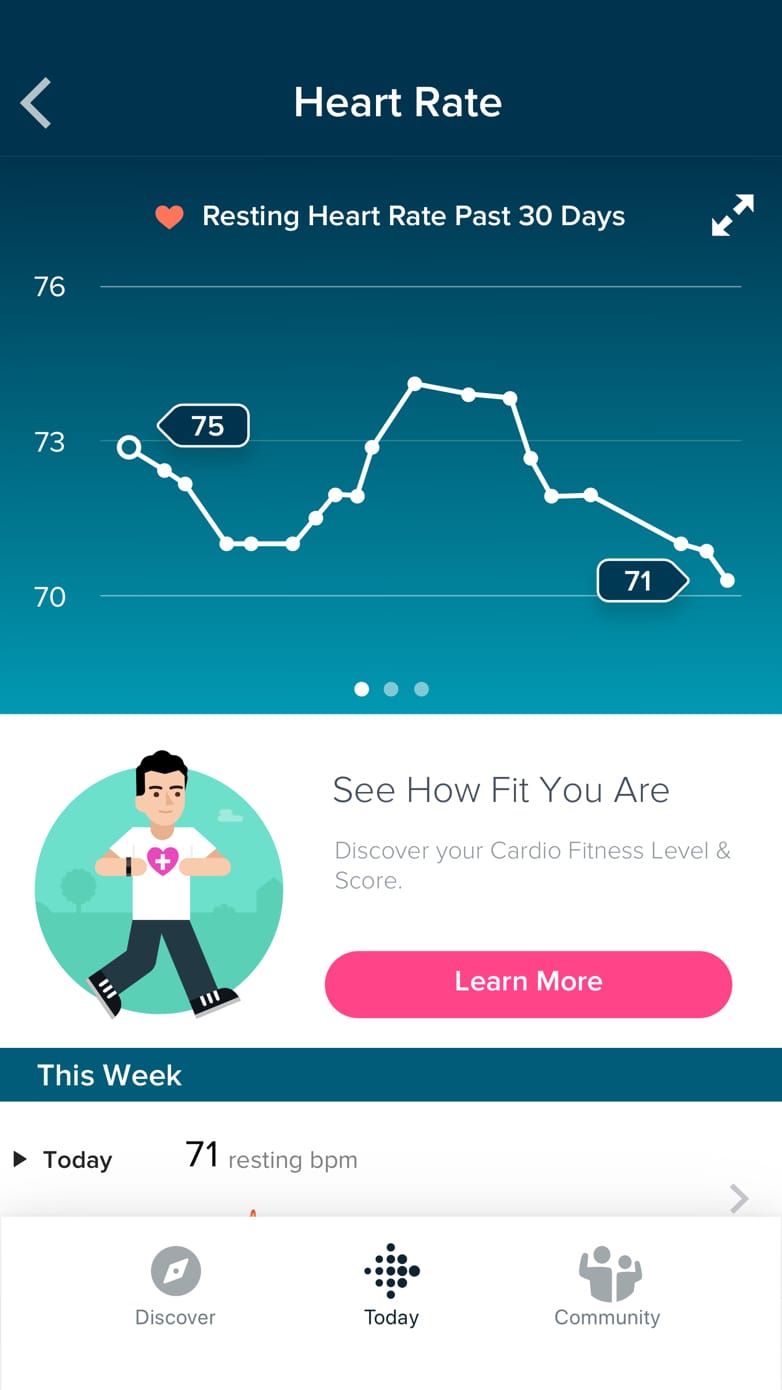 Heart Rate
Resting Heart Rate Past 30 Days
76
75
73
71
70
See How Fit You Are
Discover your Cardio Fitness Level &
Score.
Learn More
This Week
Today 71 resting bpm
Discover Today Community